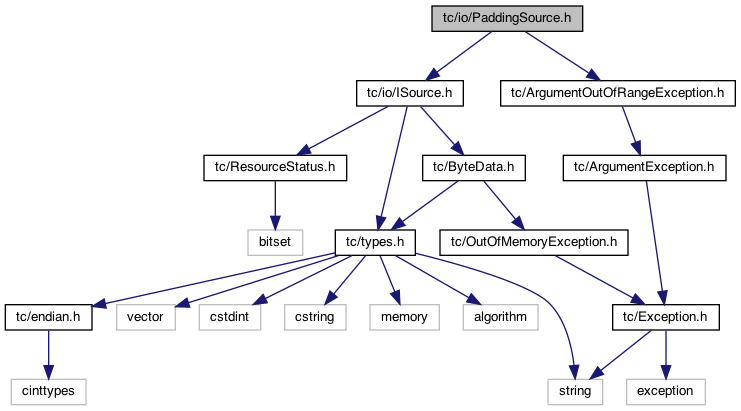 tc/io/PaddingSource.h
tc/io/ISource.h
tc/ArgumentOutOfRangeException.h
tc/ResourceStatus.h
tc/ByteData.h
tc/ArgumentException.h
bitset
tc/types.h
tc/OutOfMemoryException.h
tc/endian.h
vector
cstdint
cstring
memory
algorithm
tc/Exception.h
cinttypes
string
exception